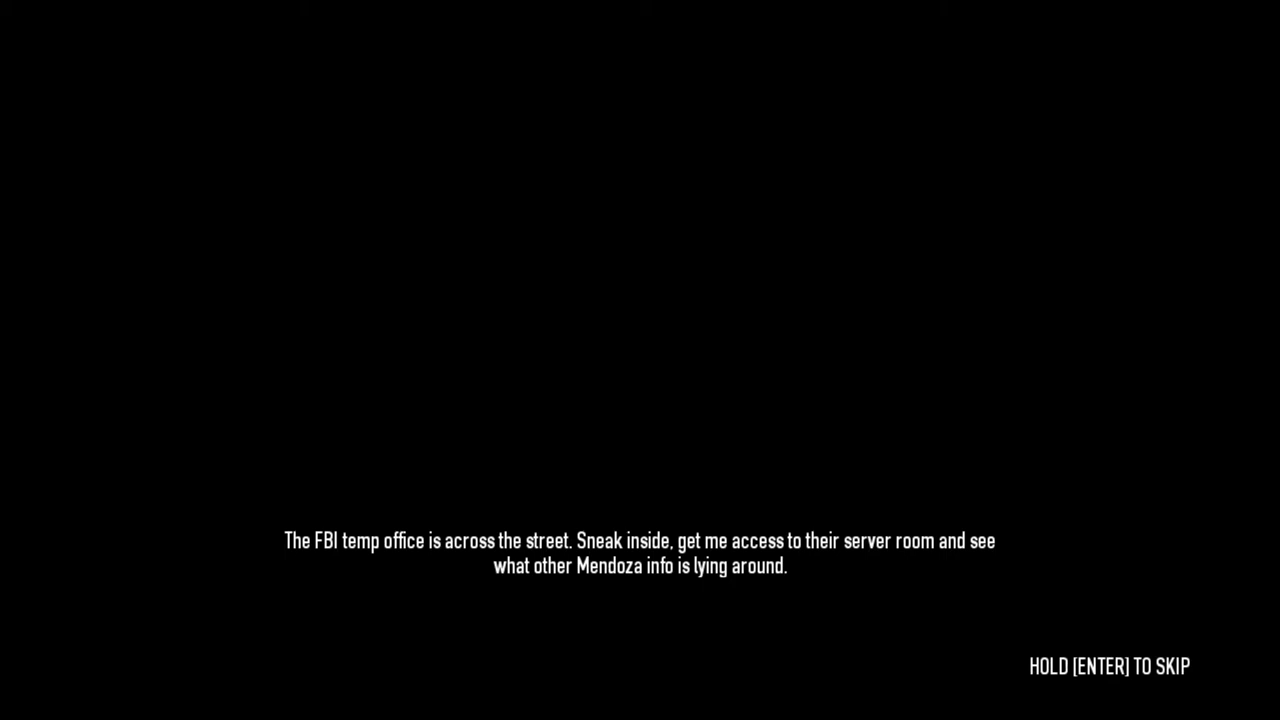 The FBI temp office is across the street. Sneak inside, get me access to their server room and see
what other Mendoza info is lying around.
HOLD [ENTER] TO SKIP